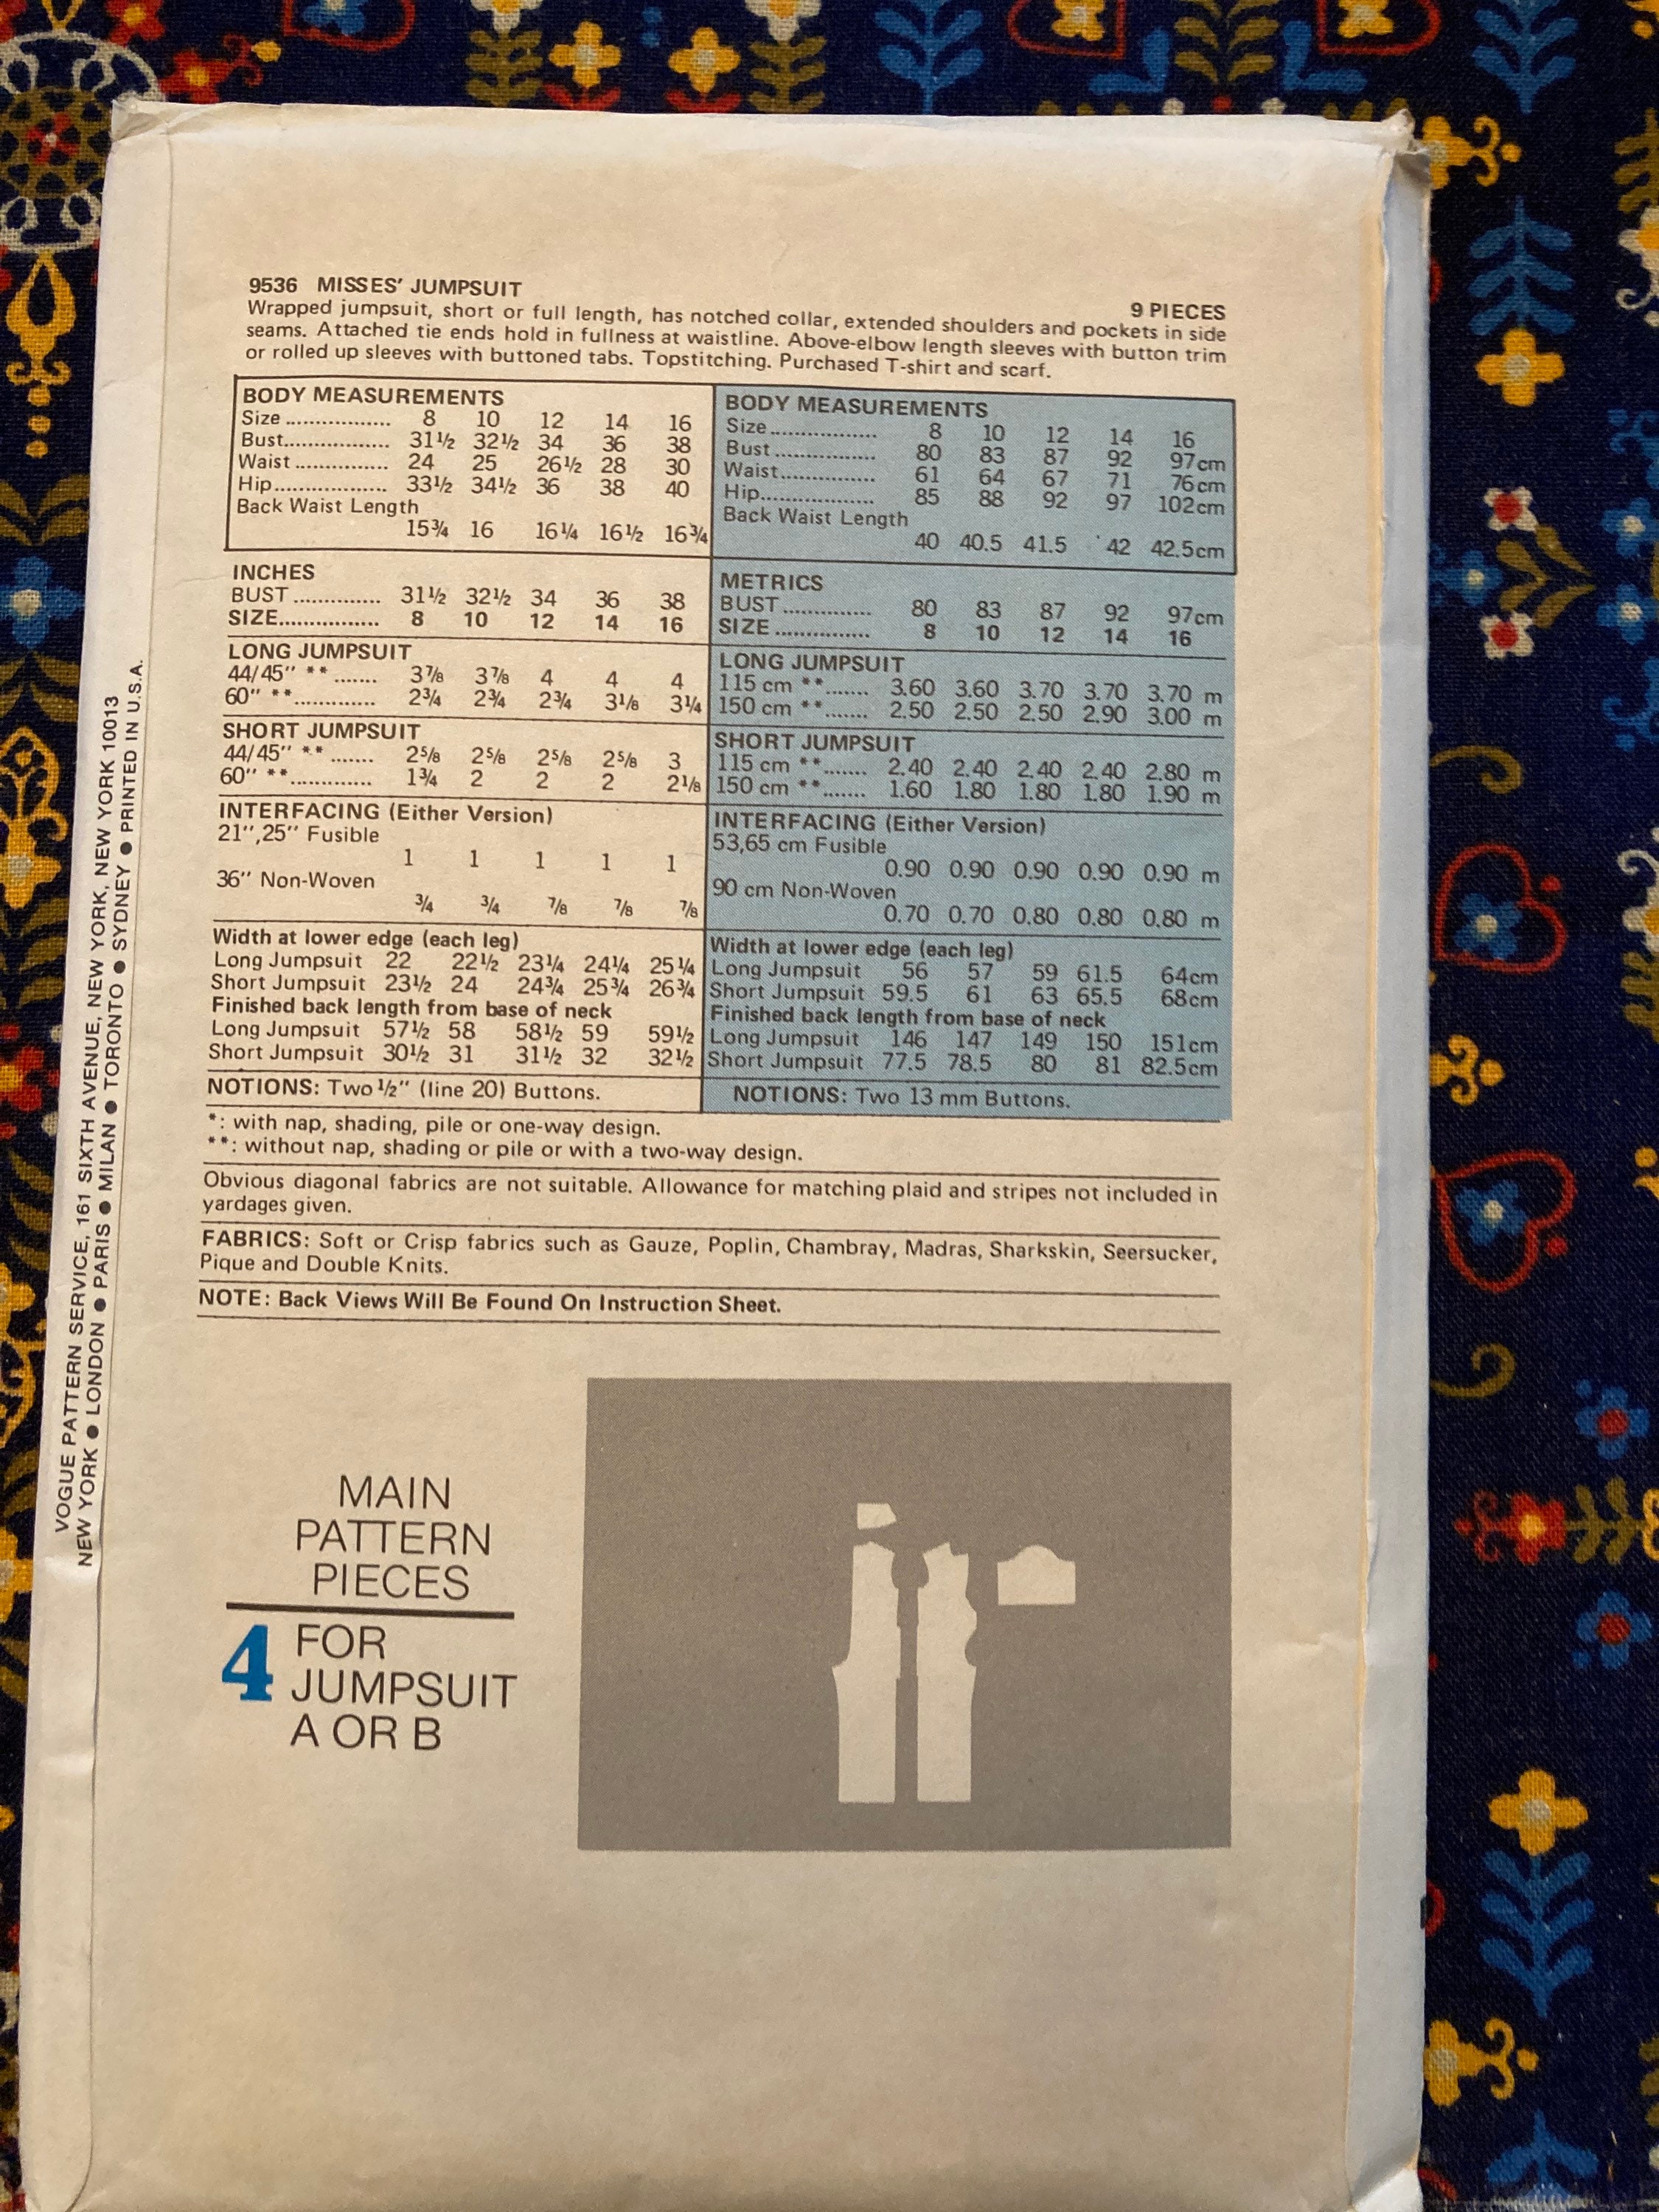 9536 MISSES' JUMPSUIT
9 PIECES
Wrapped jumpsuit, short or full length, has notched collar, extended shoulders and pockets in side
seams. Attached tie ends hold in fullness at waistline. Above-elbow length sleeves with button trim
or rolled up sleeves with buttoned tabs. Topstitching. Purchased T-shirt and scarf.
BODY MEASUREMENTS
Size ................. 8 10 12 14 16
Bust................. 31½ 32½ 34 36 38
Waist ............... 24 25 26½ 28 30
Hip.................. 33½ 34½ 36 38 40
Back Waist Length
15¾ 16 16¼ 16½ 16¾
INCHES
BUST .............. 31½ 32½ 34 36 38
SIZE................ 8 10 12 14 16
LONG JUMPSUIT
44/45'' ** ....... 3⅞ 3⅞ 4 4 4
60'' **............. 2¾ 2¾ 2¾ 3⅛ 3¼
SHORT JUMPSUIT
44/45'' ** ....... 2⅝ 2⅝ 2⅝ 2⅝ 3
60'' **............. 1¾ 2 2 2 2⅛
INTERFACING (Either Version)
21'',25'' Fusible
1 1 1 1 1
36'' Non-Woven
¾ ¾ ⅞ ⅞ ⅞
Width at lower edge (each leg)
Long Jumpsuit 22 22½ 23¼ 24¼ 25¼
Short Jumpsuit 23½ 24 24¾ 25¾ 26¾
Finished back length from base of neck
Long Jumpsuit 57½ 58 58½ 59 59½
Short Jumpsuit 30½ 31 31½ 32 32½
NOTIONS: Two ½'' (line 20) Buttons.
BODY MEASUREMENTS
Size.................. 8 10 12 14 16
Bust ................. 80 83 87 92 97cm
Waist................ 61 64 67 71 76cm
Hip................... 85 88 92 97 102cm
Back Waist Length
40 40.5 41.5 42 42.5cm
METRICS
BUST .............. 80 83 87 92 97cm
SIZE ............... 8 10 12 14 16
LONG JUMPSUIT
115 cm **....... 3.60 3.60 3.70 3.70 3.70 m
150 cm **....... 2.50 2.50 2.50 2.90 3.00 m
SHORT JUMPSUIT
115 cm **....... 2.40 2.40 2.40 2.40 2.80 m
150 cm **....... 1.60 1.80 1.80 1.80 1.90 m
INTERFACING (Either Version)
53,65 cm Fusible
0.90 0.90 0.90 0.90 0.90 m
90 cm Non-Woven
0.70 0.70 0.80 0.80 0.80 m
Width at lower edge (each leg)
Long Jumpsuit 56 57 59 61.5 64cm
Short Jumpsuit 59.5 61 63 65.5 68cm
Finished back length from base of neck
Long Jumpsuit 146 147 149 150 151cm
Short Jumpsuit 77.5 78.5 80 81 82.5cm
NOTIONS: Two 13 mm Buttons.
*: with nap, shading, pile or one-way design.
**: without nap, shading or pile or with a two-way design.
Obvious diagonal fabrics are not suitable. Allowance for matching plaid and stripes not included in
yardages given.
FABRICS: Soft or Crisp fabrics such as Gauze, Poplin, Chambray, Madras, Sharkskin, Seersucker,
Pique and Double Knits.
NOTE: Back Views Will Be Found On Instruction Sheet.
MAIN
PATTERN
PIECES
4 FOR
JUMPSUIT
A OR B
VOGUE PATTERN SERVICE, 161 SIXTH AVENUE, NEW YORK, NEW YORK 10013
NEW YORK ● LONDON ● PARIS ● MILAN ● TORONTO ● SYDNEY ● PRINTED IN U.S.A.